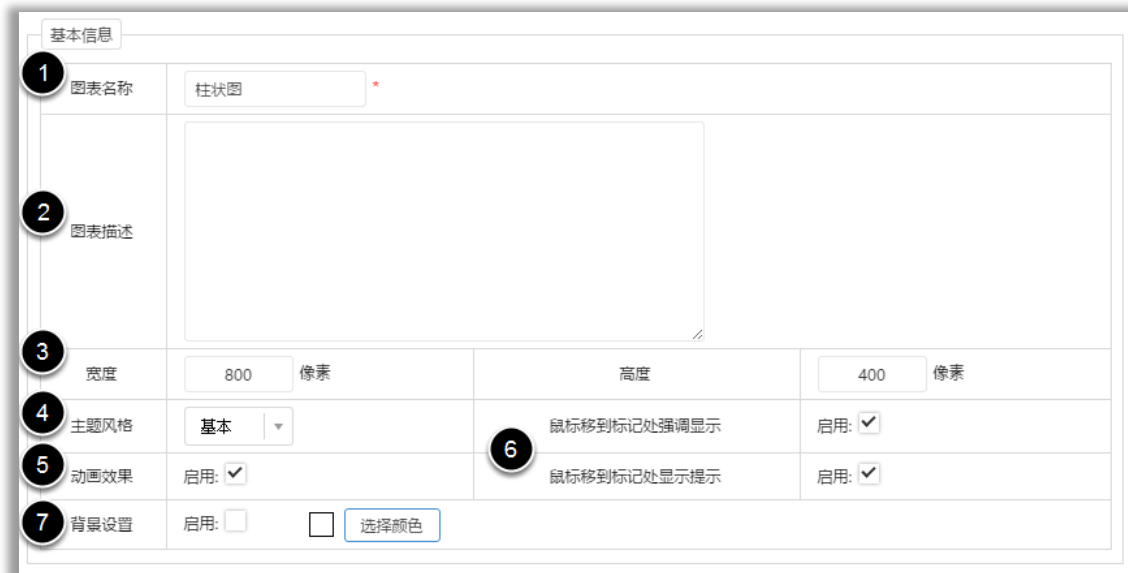 基本信息
1 图表名称 柱状图 *
2 图表描述
3 宽度 800 像素 高度 400 像素
4 主题风格 基本 鼠标移到标记处强调显示 启用:
5 动画效果 启用: 6 鼠标移到标记处显示提示 启用:
7 背景设置 启用: 选择颜色